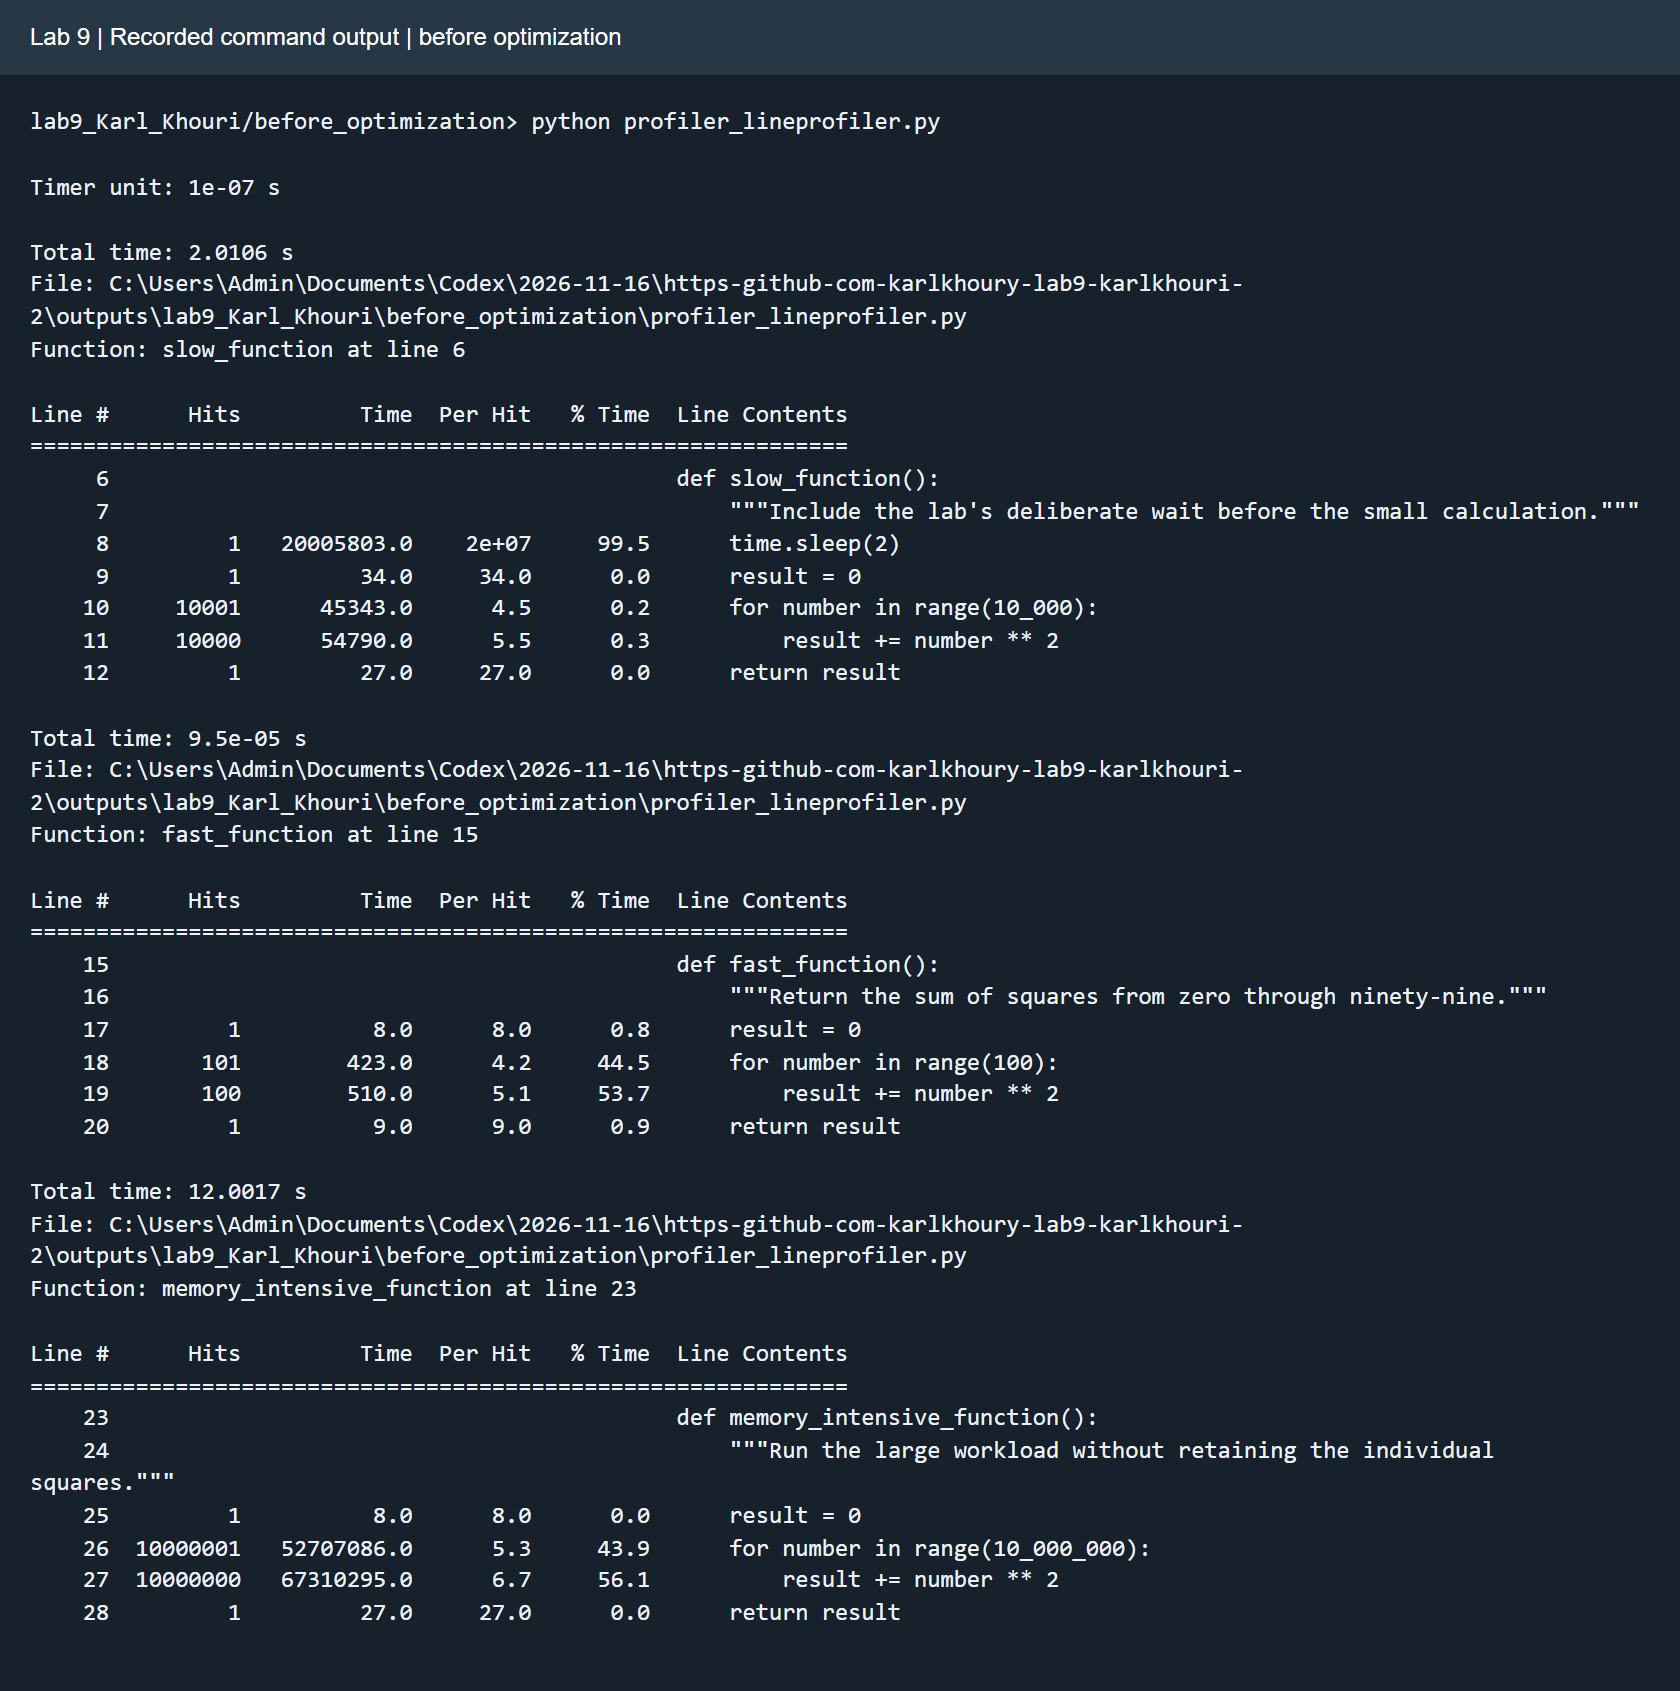 Lab 9 | Recorded command output | before optimization
lab9_Karl_Khouri/before_optimization> python profiler_lineprofiler.py
Timer unit: 1e-07 s
Total time: 2.0106 s
File: C:\Users\Admin\Documents\Codex\2026-11-16\https-github-com-karlkhoury-lab9-karlkhouri-
2\outputs\lab9_Karl_Khouri\before_optimization\profiler_lineprofiler.py
Function: slow_function at line 6
Line #      Hits         Time  Per Hit   % Time  Line Contents
==============================================================
     6                                           def slow_function():
     7                                               """Include the lab's deliberate wait before the small calculation."""
     8         1   20005803.0    2e+07     99.5      time.sleep(2)
     9         1         34.0     34.0      0.0      result = 0
    10     10001      45343.0      4.5      0.2      for number in range(10_000):
    11     10000      54790.0      5.5      0.3          result += number ** 2
    12         1         27.0     27.0      0.0      return result
Total time: 9.5e-05 s
File: C:\Users\Admin\Documents\Codex\2026-11-16\https-github-com-karlkhoury-lab9-karlkhouri-
2\outputs\lab9_Karl_Khouri\before_optimization\profiler_lineprofiler.py
Function: fast_function at line 15
Line #      Hits         Time  Per Hit   % Time  Line Contents
==============================================================
    15                                           def fast_function():
    16                                               """Return the sum of squares from zero through ninety-nine."""
    17         1          8.0      8.0      0.8      result = 0
    18       101        423.0      4.2     44.5      for number in range(100):
    19       100        510.0      5.1     53.7          result += number ** 2
    20         1          9.0      9.0      0.9      return result
Total time: 12.0017 s
File: C:\Users\Admin\Documents\Codex\2026-11-16\https-github-com-karlkhoury-lab9-karlkhouri-
2\outputs\lab9_Karl_Khouri\before_optimization\profiler_lineprofiler.py
Function: memory_intensive_function at line 23
Line #      Hits         Time  Per Hit   % Time  Line Contents
==============================================================
    23                                           def memory_intensive_function():
    24                                               """Run the large workload without retaining the individual
squares."""
    25         1          8.0      8.0      0.0      result = 0
    26  10000001   52707086.0      5.3     43.9      for number in range(10_000_000):
    27  10000000   67310295.0      6.7     56.1          result += number ** 2
    28         1         27.0     27.0      0.0      return result